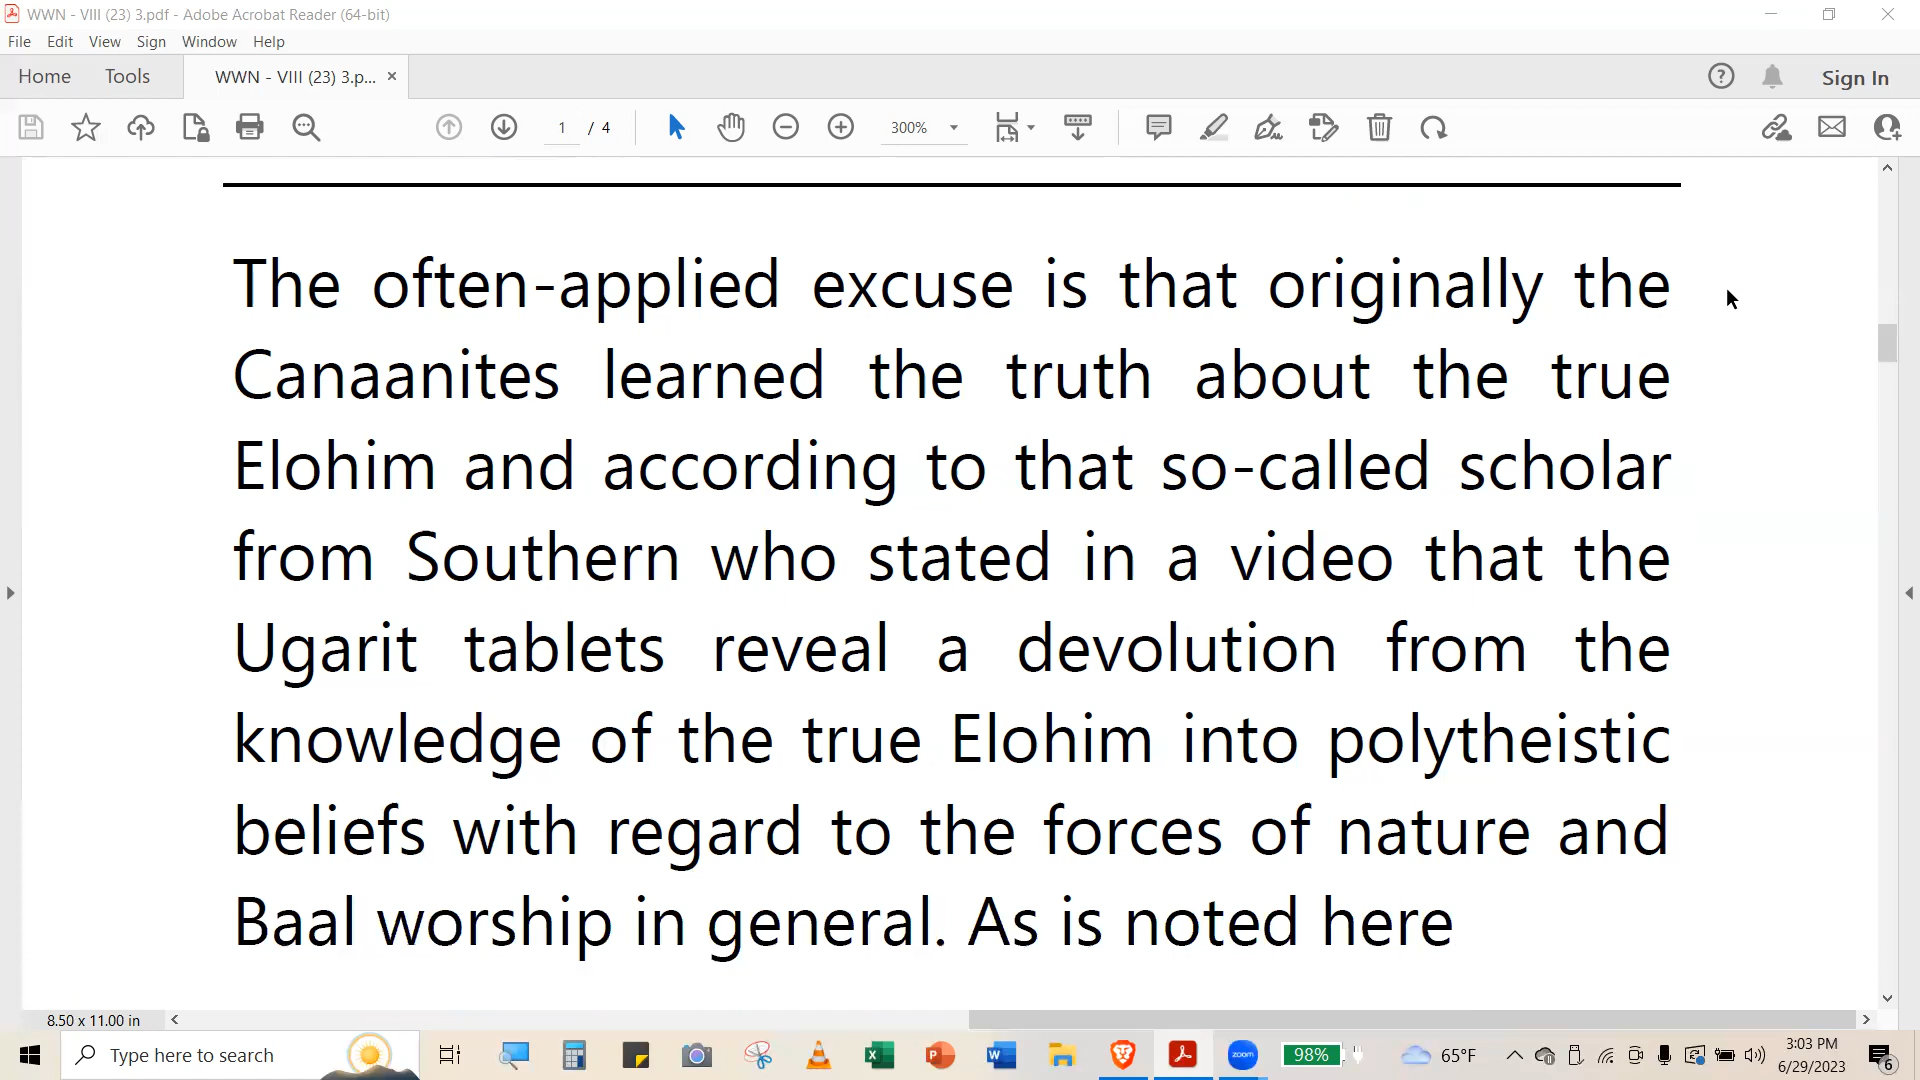 WWN - VIII (23) 3.pdf - Adobe Acrobat Reader (64-bit)
File Edit View Sign Window Help
Home Tools WWN - VIII (23) 3.p... × Sign In
1 / 4 300%
The often-applied excuse is that originally the
Canaanites learned the truth about the true
Elohim and according to that so-called scholar
from Southern who stated in a video that the
Ugarit tablets reveal a devolution from the
knowledge of the true Elohim into polytheistic
beliefs with regard to the forces of nature and
Baal worship in general. As is noted here
8.50 x 11.00 in
Type here to search
zoom
98%
65°F
3:03 PM
6/29/2023
6